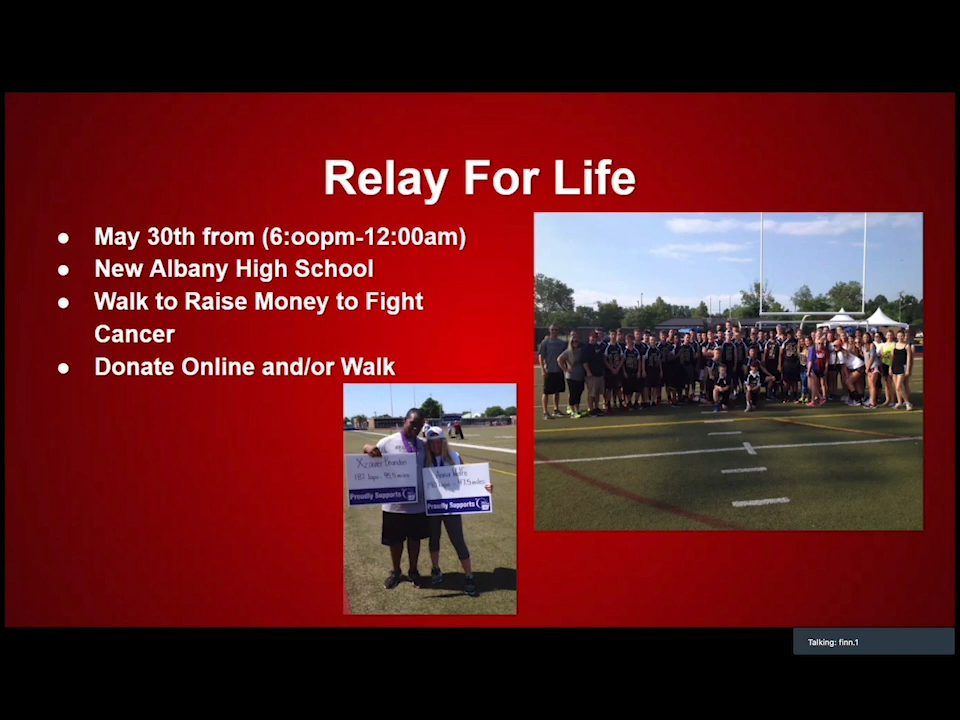 Relay For Life
● May 30th from (6:oopm-12:00am)
● New Albany High School
● Walk to Raise Money to Fight
Cancer
● Donate Online and/or Walk
Proudly Supports
Proudly Supports
Talking: finn.1